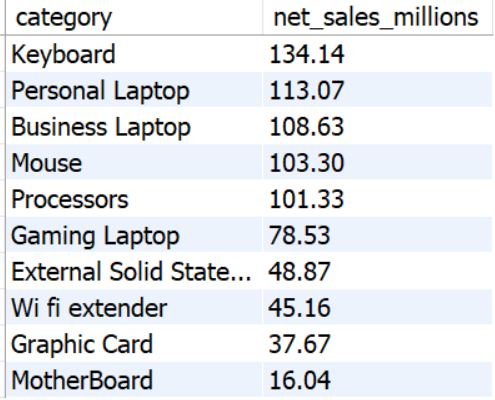 category net_sales_millions
Keyboard 134.14
Personal Laptop 113.07
Business Laptop 108.63
Mouse 103.30
Processors 101.33
Gaming Laptop 78.53
External Solid State... 48.87
Wi fi extender 45.16
Graphic Card 37.67
MotherBoard 16.04